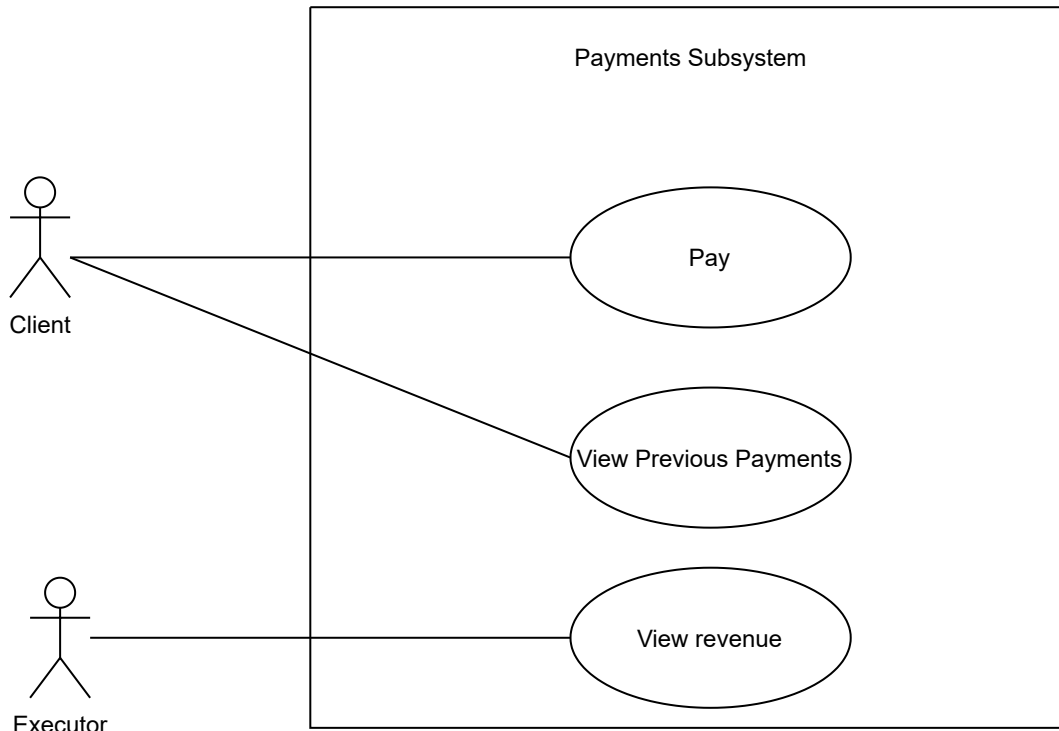 Payments Subsystem
Pay
Client
View Previous Payments
View revenue
Executor